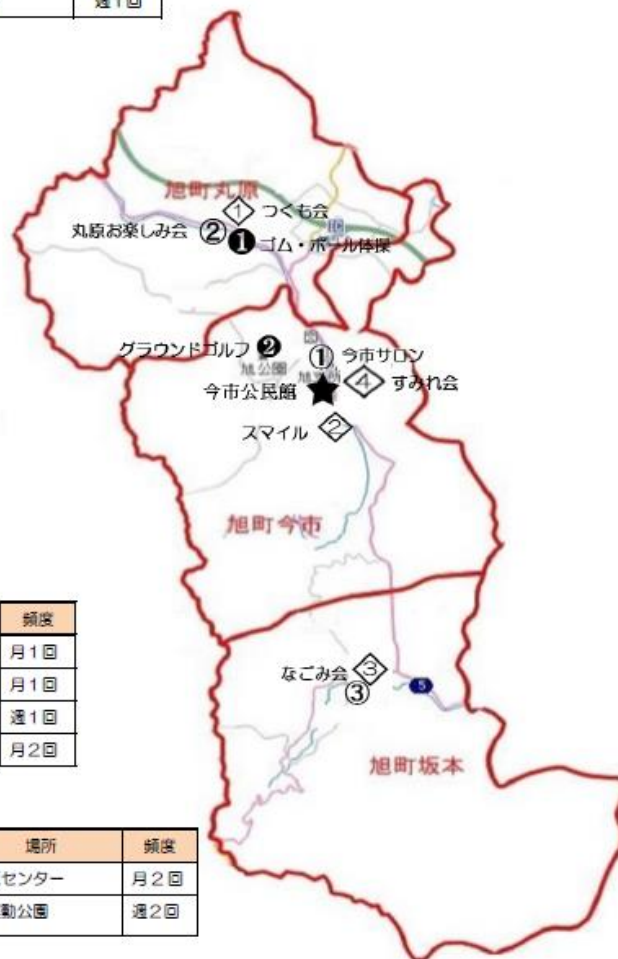 週1回
旭町丸原
1 つくも会
丸原お楽しみ会 ②
❶ ゴム・ボール体操
IC
グラウンドゴルフ ❷
旭公園
① 今市サロン
今市公民館 ★
4 すみれ会
スマイル 2
旭町今市
頻度
月1回
月1回
週1回
月2回
なごみ会 3
③
5
旭町坂本
場所 頻度
センター 月2回
動公園 週2回